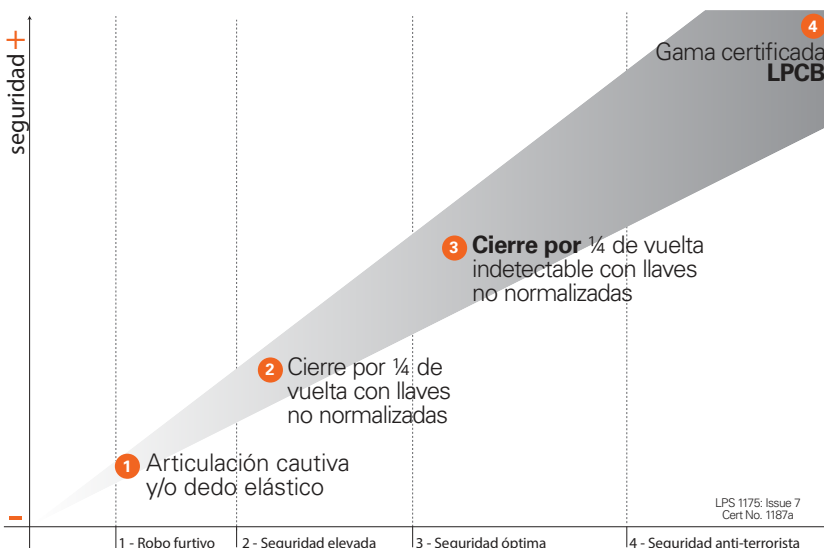 +
seguridad
4
Gama certificada
LPCB
3 Cierre por ¼ de vuelta
indetectable con llaves
no normalizadas
2 Cierre por ¼ de
vuelta con llaves
no normalizadas
1 Articulación cautiva
y/o dedo elástico
-
LPS 1175: Issue 7
Cert No. 1187a
1 - Robo furtivo
2 - Seguridad elevada
3 - Seguridad óptima
4 - Seguridad anti-terrorista